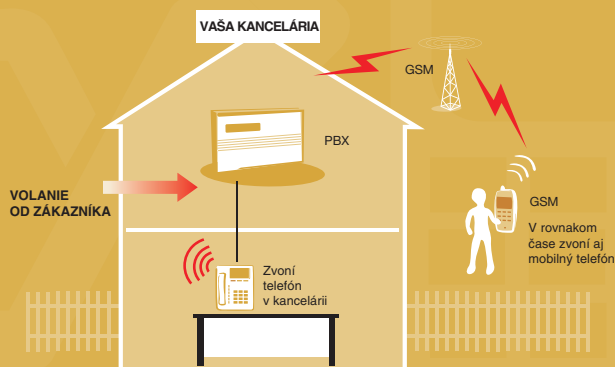 VAŠA KANCELÁRIA
GSM
PBX
VOLANIE
OD ZÁKAZNÍKA
GSM
V rovnakom
čase zvoní aj
mobilný telefón
Zvoní
telefón
v kancelárii